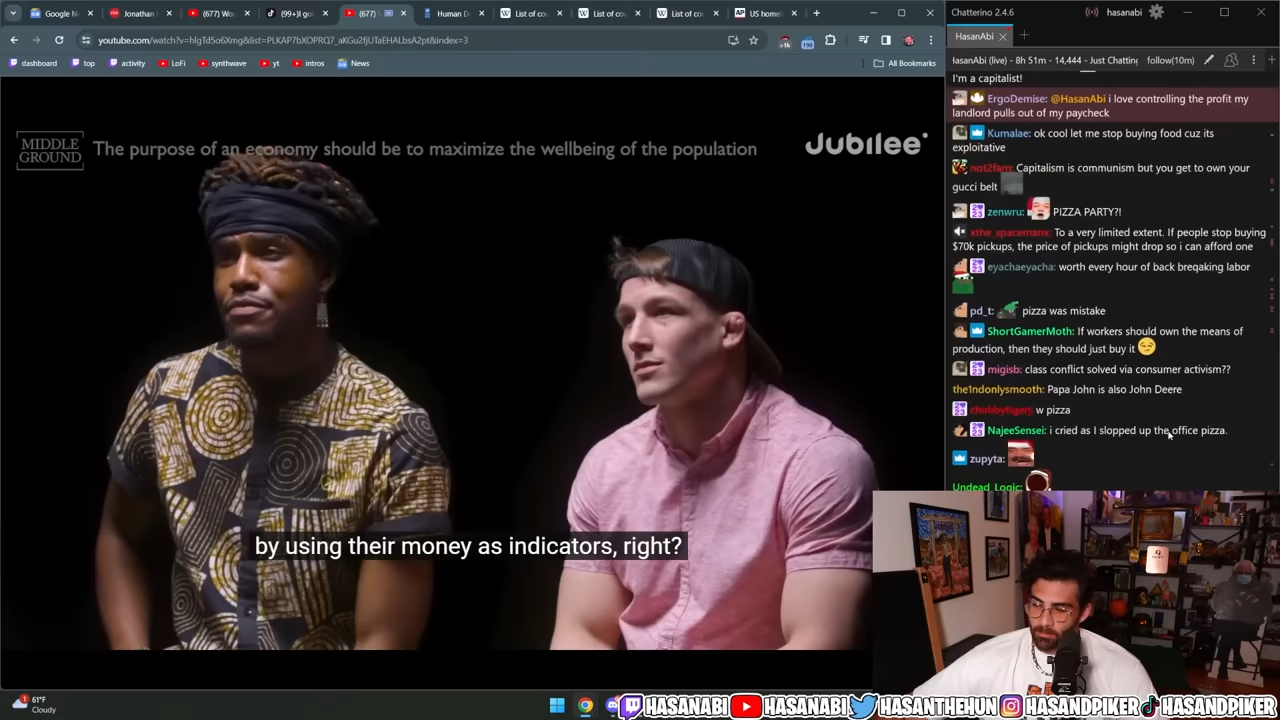 Google N
Jonathan
(677) Wou
(99+)) gol
(677)
Human D
List of cou
List of cou
List of cou
US home
youtube.com/watch?v=hIgTd5o6Xmg&list=PLKAP7bXOPRQ7_aKGu2fjUTaEHALbsA2pt&index=3
dashboard
top
activity
LoFi
synthwave
yt
intros
News
All Bookmarks
MIDDLE
GROUND
The purpose of an economy should be to maximize the wellbeing of the population
Jubilee
by using their money as indicators, right?
Chatterino 2.4.6
hasanabi
HasanAbi
HasanAbi (live) - 8h 51m - 14,444 - Just Chatting
follow(10m)
I'm a capitalist!
ErgoDemise: @HasanAbi i love controlling the profit my
landlord pulls out of my paycheck
Kumalae: ok cool let me stop buying food cuz its
exploitative
Capitalism is communism but you get to own your
gucci belt
zenwru: PIZZA PARTY?!
xthe_spacemanx: To a very limited extent. If people stop buying
$70k pickups, the price of pickups might drop so i can afford one
eyachaeyacha: worth every hour of back breqaking labor
pd_t: pizza was mistake
ShortGamerMoth: If workers should own the means of
production, then they should just buy it
migisb: class conflict solved via consumer activism??
the1ndonlysmooth: Papa John is also John Deere
w pizza
NajeeSensei: i cried as I slopped up the office pizza.
zupyta:
Undead_Logic:
61°F
Cloudy
HASANABI HASANABI HASANTHEHUN HASANDPIKER HASANDPIKER